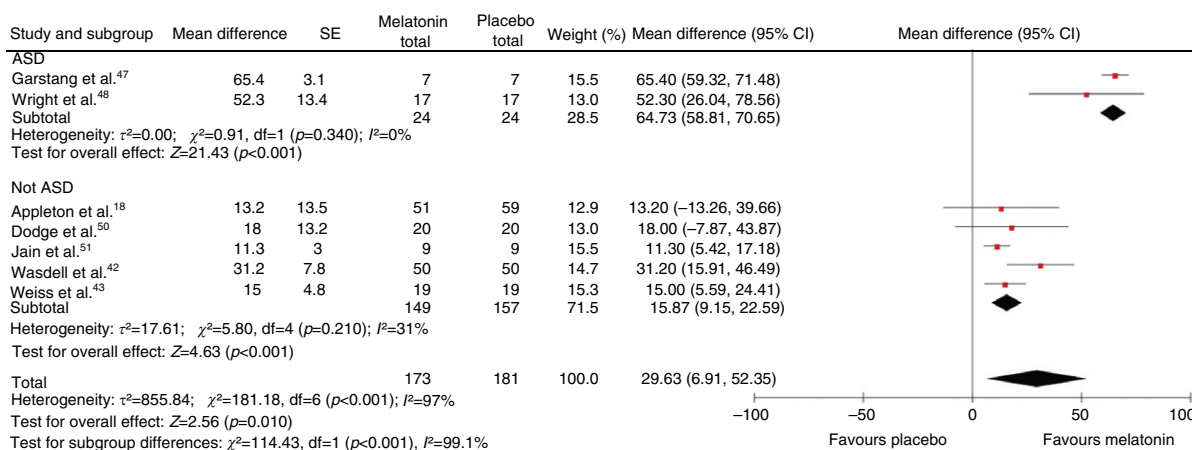 Study and subgroup Mean difference SE Melatonin total Placebo total Weight (%) Mean difference (95% CI) Mean difference (95% CI)
ASD
Garstang et al.47 65.4 3.1 7 7 15.5 65.40 (59.32, 71.48)
Wright et al.48 52.3 13.4 17 17 13.0 52.30 (26.04, 78.56)
Subtotal 24 24 28.5 64.73 (58.81, 70.65)
Heterogeneity: τ²=0.00; χ²=0.91, df=1 (p=0.340); I²=0%
Test for overall effect: Z=21.43 (p<0.001)
Not ASD
Appleton et al.18 13.2 13.5 51 59 12.9 13.20 (–13.26, 39.66)
Dodge et al.50 18 13.2 20 20 13.0 18.00 (–7.87, 43.87)
Jain et al.51 11.3 3 9 9 15.5 11.30 (5.42, 17.18)
Wasdell et al.42 31.2 7.8 50 50 14.7 31.20 (15.91, 46.49)
Weiss et al.43 15 4.8 19 19 15.3 15.00 (5.59, 24.41)
Subtotal 149 157 71.5 15.87 (9.15, 22.59)
Heterogeneity: τ²=17.61; χ²=5.80, df=4 (p=0.210); I²=31%
Test for overall effect: Z=4.63 (p<0.001)
Total 173 181 100.0 29.63 (6.91, 52.35)
Heterogeneity: τ²=855.84; χ²=181.18, df=6 (p<0.001); I²=97%
Test for overall effect: Z=2.56 (p=0.010)
Test for subgroup differences: χ²=114.43, df=1 (p<0.001), I²=99.1%
–100 –50 0 50 100
Favours placebo Favours melatonin